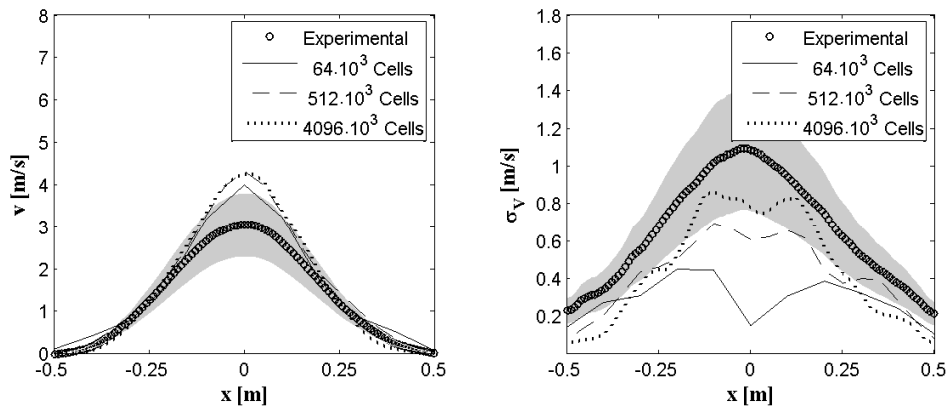 8
7
6
5
4
3
2
1
0
v [m/s]
-0.5
-0.25
0
0.25
0.5
x [m]
Experimental
64.10³ Cells
512.10³ Cells
4096.10³ Cells
1.8
1.6
1.4
1.2
1
0.8
0.6
0.4
0.2
σV [m/s]
-0.5
-0.25
0
0.25
0.5
x [m]
Experimental
64.10³ Cells
512.10³ Cells
4096.10³ Cells